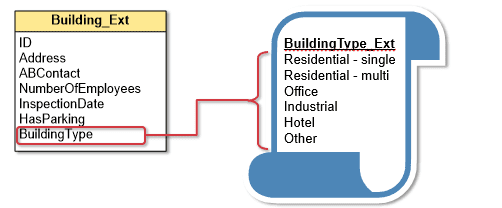 Building_Ext
ID
Address
ABContact
NumberOfEmployees
InspectionDate
HasParking
BuildingType
BuildingType_Ext
Residential - single
Residential - multi
Office
Industrial
Hotel
Other